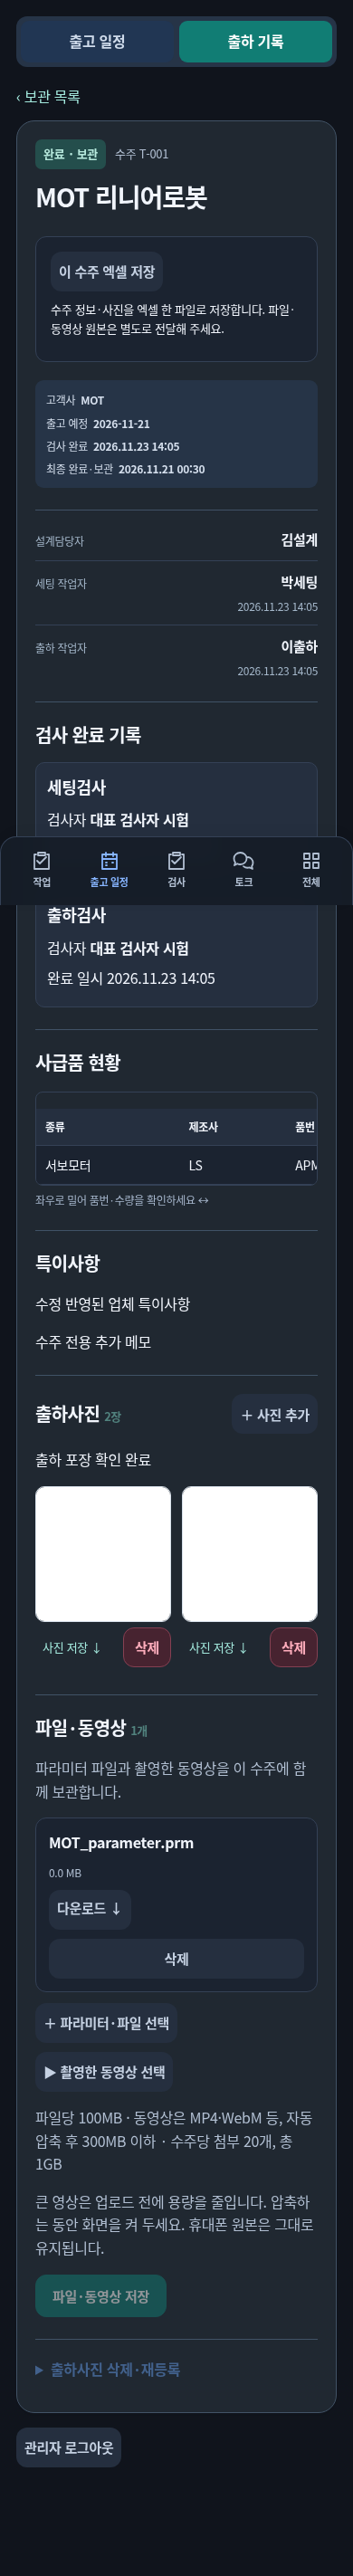 출고 일정
출하 기록
‹ 보관 목록
완료 · 보관
수주 T-001
MOT 리니어로봇
이 수주 엑셀 저장
수주 정보·사진을 엑셀 한 파일로 저장합니다. 파일·
동영상 원본은 별도로 전달해 주세요.
고객사 MOT
출고 예정 2026-11-21
검사 완료 2026.11.23 14:05
최종 완료·보관 2026.11.21 00:30
설계담당자
김설계
세팅 작업자
박세팅
2026.11.23 14:05
출하 작업자
이출하
2026.11.23 14:05
검사 완료 기록
세팅검사
검사자 대표 검사자 시험
작업
출고 일정
검사
토크
전체
출하검사
검사자 대표 검사자 시험
완료 일시 2026.11.23 14:05
사급품 현황
종류
제조사
품번
서보모터
LS
APM
좌우로 밀어 품번·수량을 확인하세요 ↔
특이사항
수정 반영된 업체 특이사항
수주 전용 추가 메모
출하사진 2장
＋ 사진 추가
출하 포장 확인 완료
사진 저장 ↓
삭제
사진 저장 ↓
삭제
파일·동영상 1개
파라미터 파일과 촬영한 동영상을 이 수주에 함
께 보관합니다.
MOT_parameter.prm
0.0 MB
다운로드 ↓
삭제
＋ 파라미터·파일 선택
▶ 촬영한 동영상 선택
파일당 100MB · 동영상은 MP4·WebM 등, 자동
압축 후 300MB 이하 · 수주당 첨부 20개, 총
1GB
큰 영상은 업로드 전에 용량을 줄입니다. 압축하
는 동안 화면을 켜 두세요. 휴대폰 원본은 그대로
유지됩니다.
파일·동영상 저장
▶ 출하사진 삭제·재등록
관리자 로그아웃